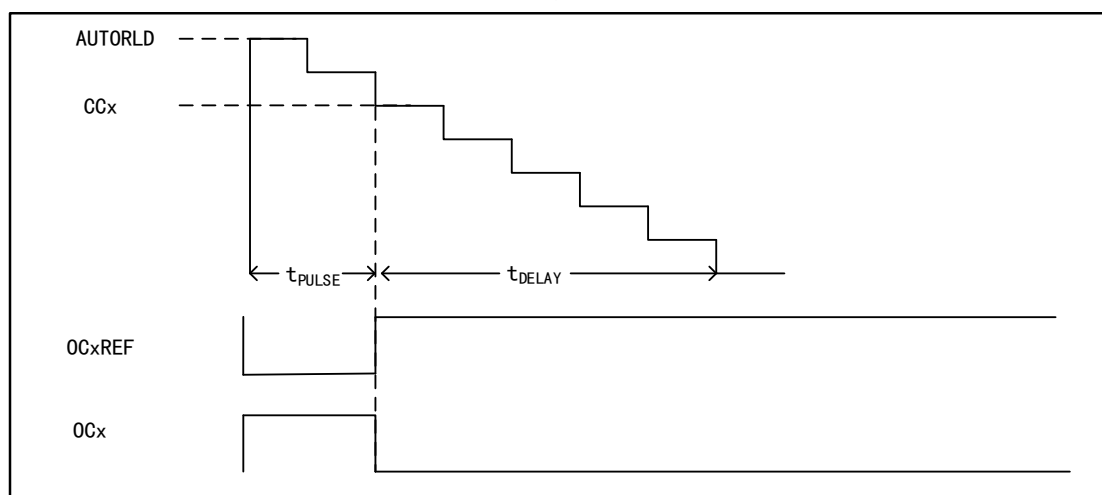 AUTORLD
CCx
tPULSE
tDELAY
OCxREF
OCx